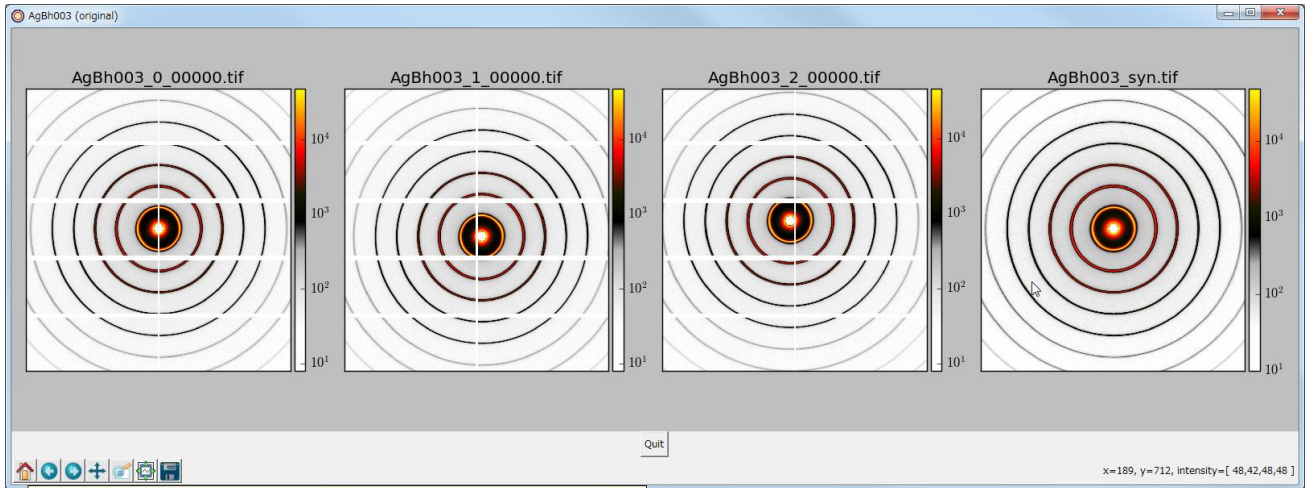 AgBh003 (original)
AgBh003_0_00000.tif
AgBh003_1_00000.tif
AgBh003_2_00000.tif
AgBh003_syn.tif
10⁴
10³
10²
10¹
10⁴
10³
10²
10¹
10⁴
10³
10²
10¹
10⁴
10³
10²
10¹
Quit
x=189, y=712, intensity=[ 48,42,48,48 ]